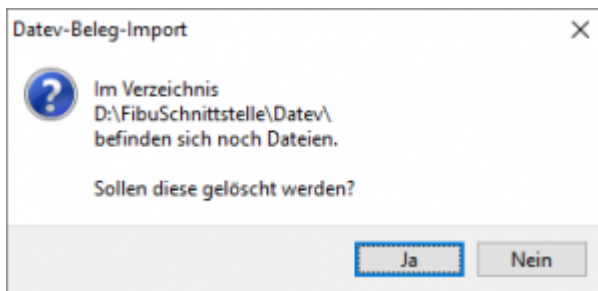 Datev-Beleg-Import
Im Verzeichnis
D:\FibuSchnittstelle\Datev\
befinden sich noch Dateien.
Sollen diese gelöscht werden?
Ja
Nein